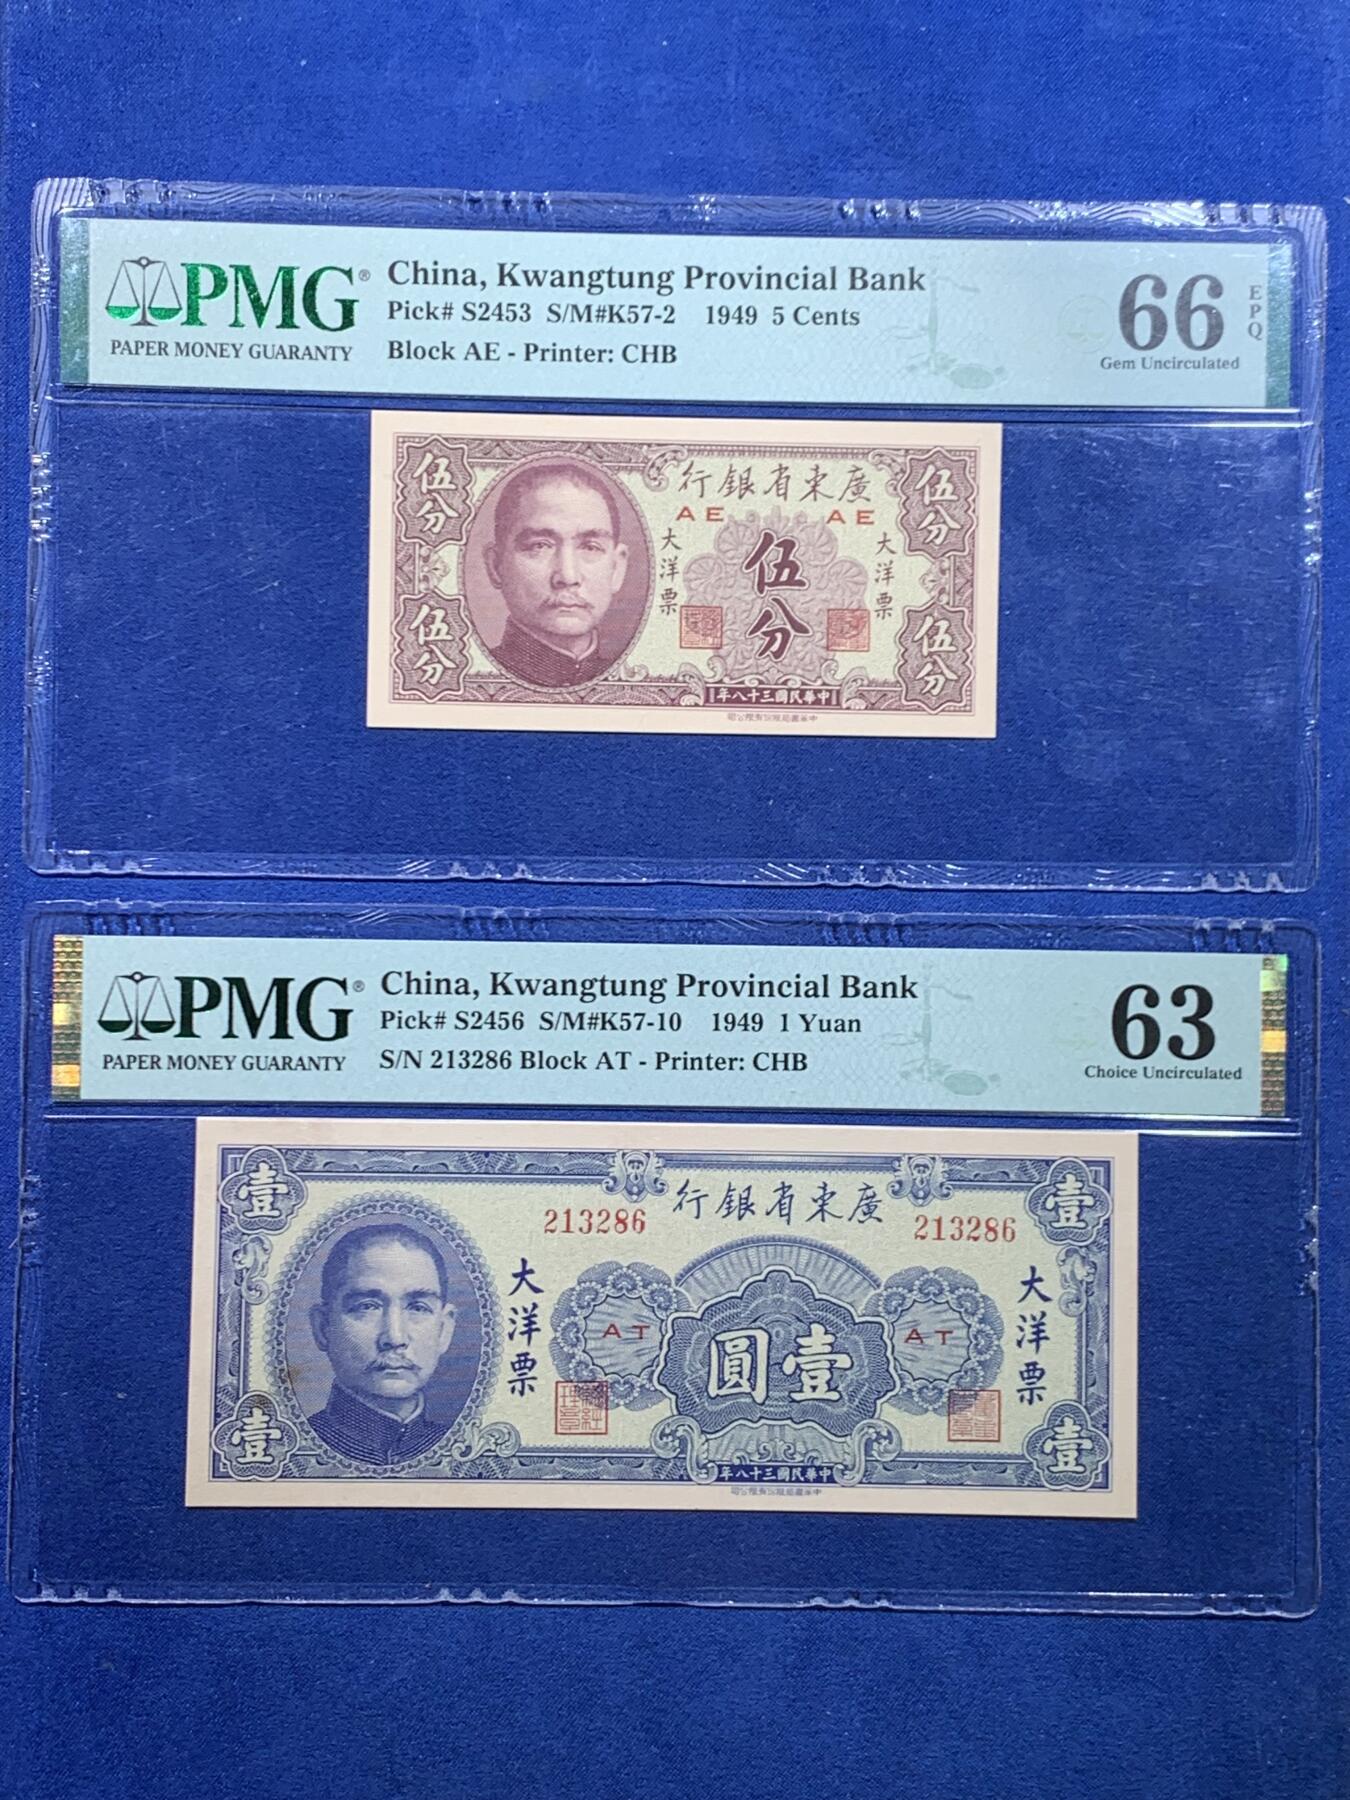 PMG®
PAPER MONEY GUARANTY
China, Kwangtung Provincial Bank
Pick# S2453 S/M#K57-2 1949 5 Cents
Block AE - Printer: CHB
66
EPQ
Gem Uncirculated
伍分
行銀省東廣
伍分
AE
AE
大洋票
伍分
大洋票
伍分
伍分
年八十三國民華中
PMG®
PAPER MONEY GUARANTY
China, Kwangtung Provincial Bank
Pick# S2456 S/M#K57-10 1949 1 Yuan
S/N 213286 Block AT - Printer: CHB
63
Choice Uncirculated
壹
行銀省東廣
壹
213286
213286
大洋票
AT
圓壹
AT
大洋票
壹
壹
年八十三國民華中